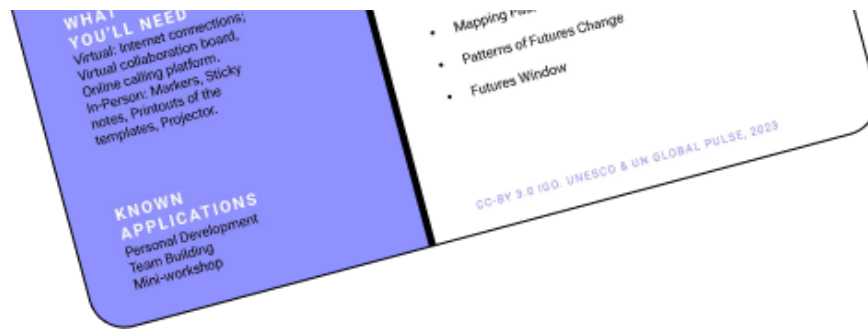 WHAT
YOU'LL NEED
Virtual: Internet connections;
Virtual collaboration board,
Online calling platform.
In-Person: Markers, Sticky
notes, Printouts of the
templates, Projector.
KNOWN
APPLICATIONS
Personal Development
Team Building
Mini-workshop
• Mapping
• Patterns of Futures Change
• Futures Window
CC-BY 3.0 IGO. UNESCO & UN GLOBAL PULSE, 2023